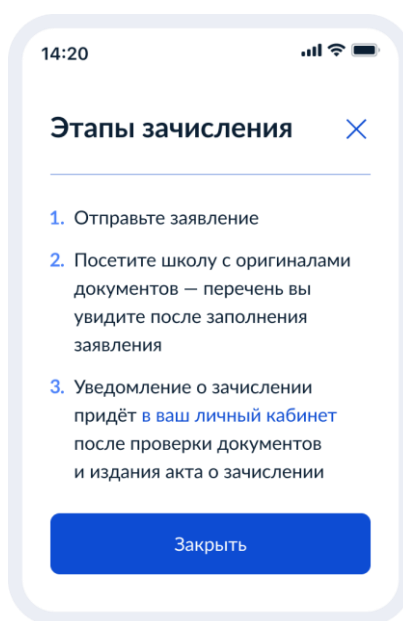 14:20
Этапы зачисления
1. Отправьте заявление
2. Посетите школу с оригиналами
документов — перечень вы
увидите после заполнения
заявления
3. Уведомление о зачислении
придёт в ваш личный кабинет
после проверки документов
и издания акта о зачислении
Закрыть